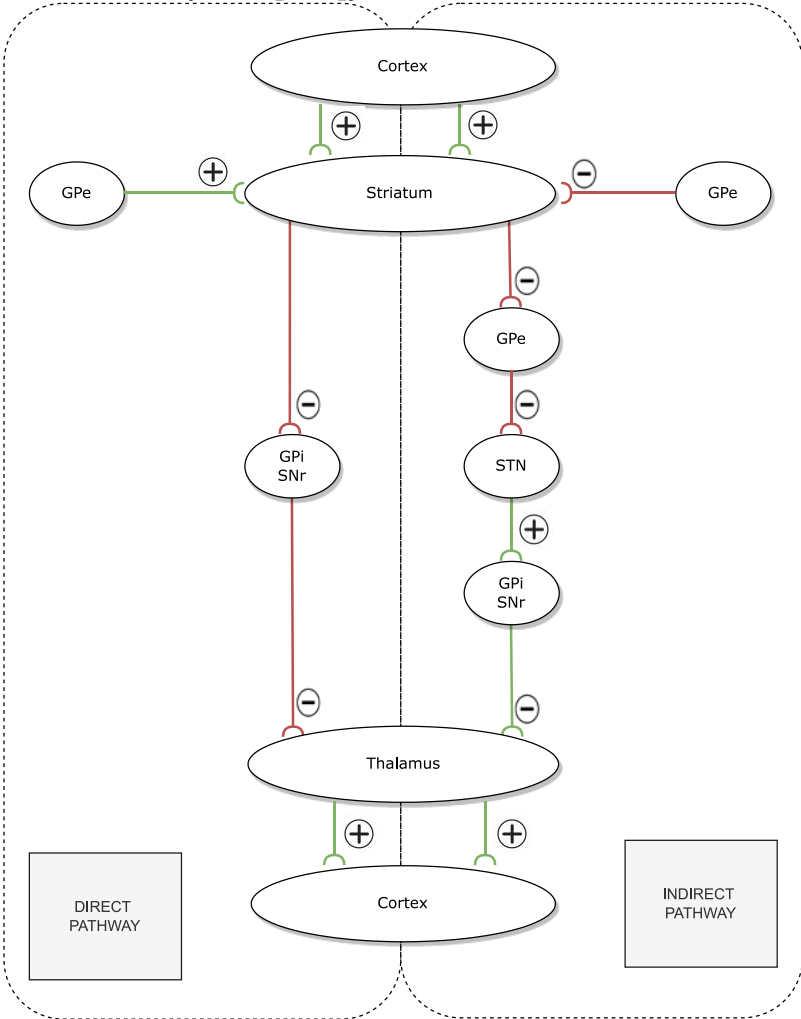 Cortex
+
+
GPe
+
Striatum
-
GPe
-
GPe
-
-
GPi
SNr
STN
+
GPi
SNr
-
-
Thalamus
+
+
Cortex
DIRECT
PATHWAY
INDIRECT
PATHWAY